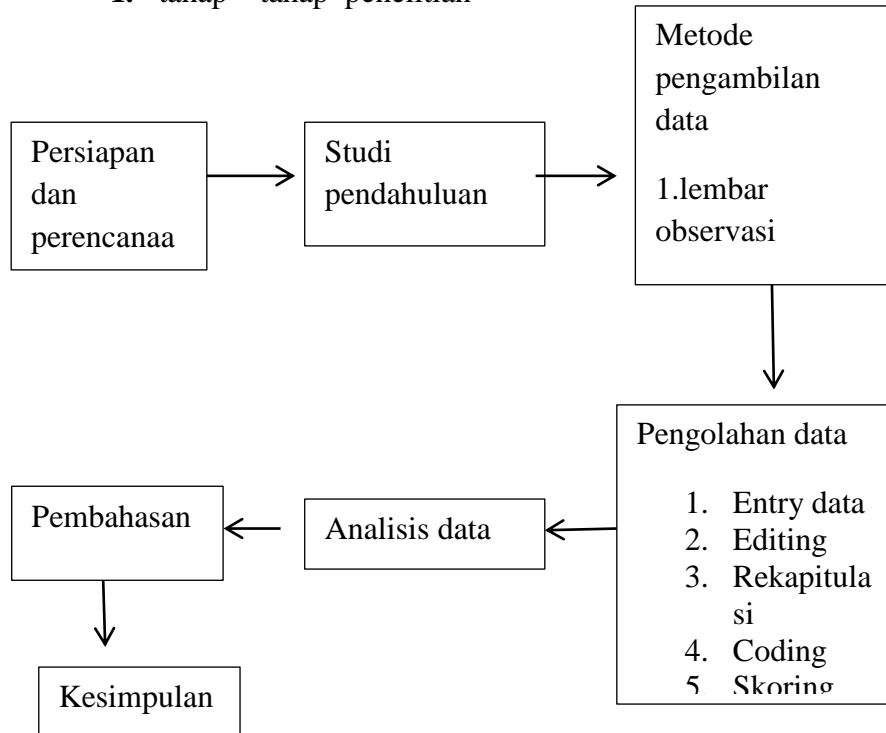 1. tahap – tahap penelitian
Persiapan
dan
perencanaa
Studi
pendahuluan
Metode
pengambilan
data
1.lembar
observasi
Pengolahan data
1. Entry data
2. Editing
3. Rekapitula
si
4. Coding
5. Skoring
Analisis data
Pembahasan
Kesimpulan